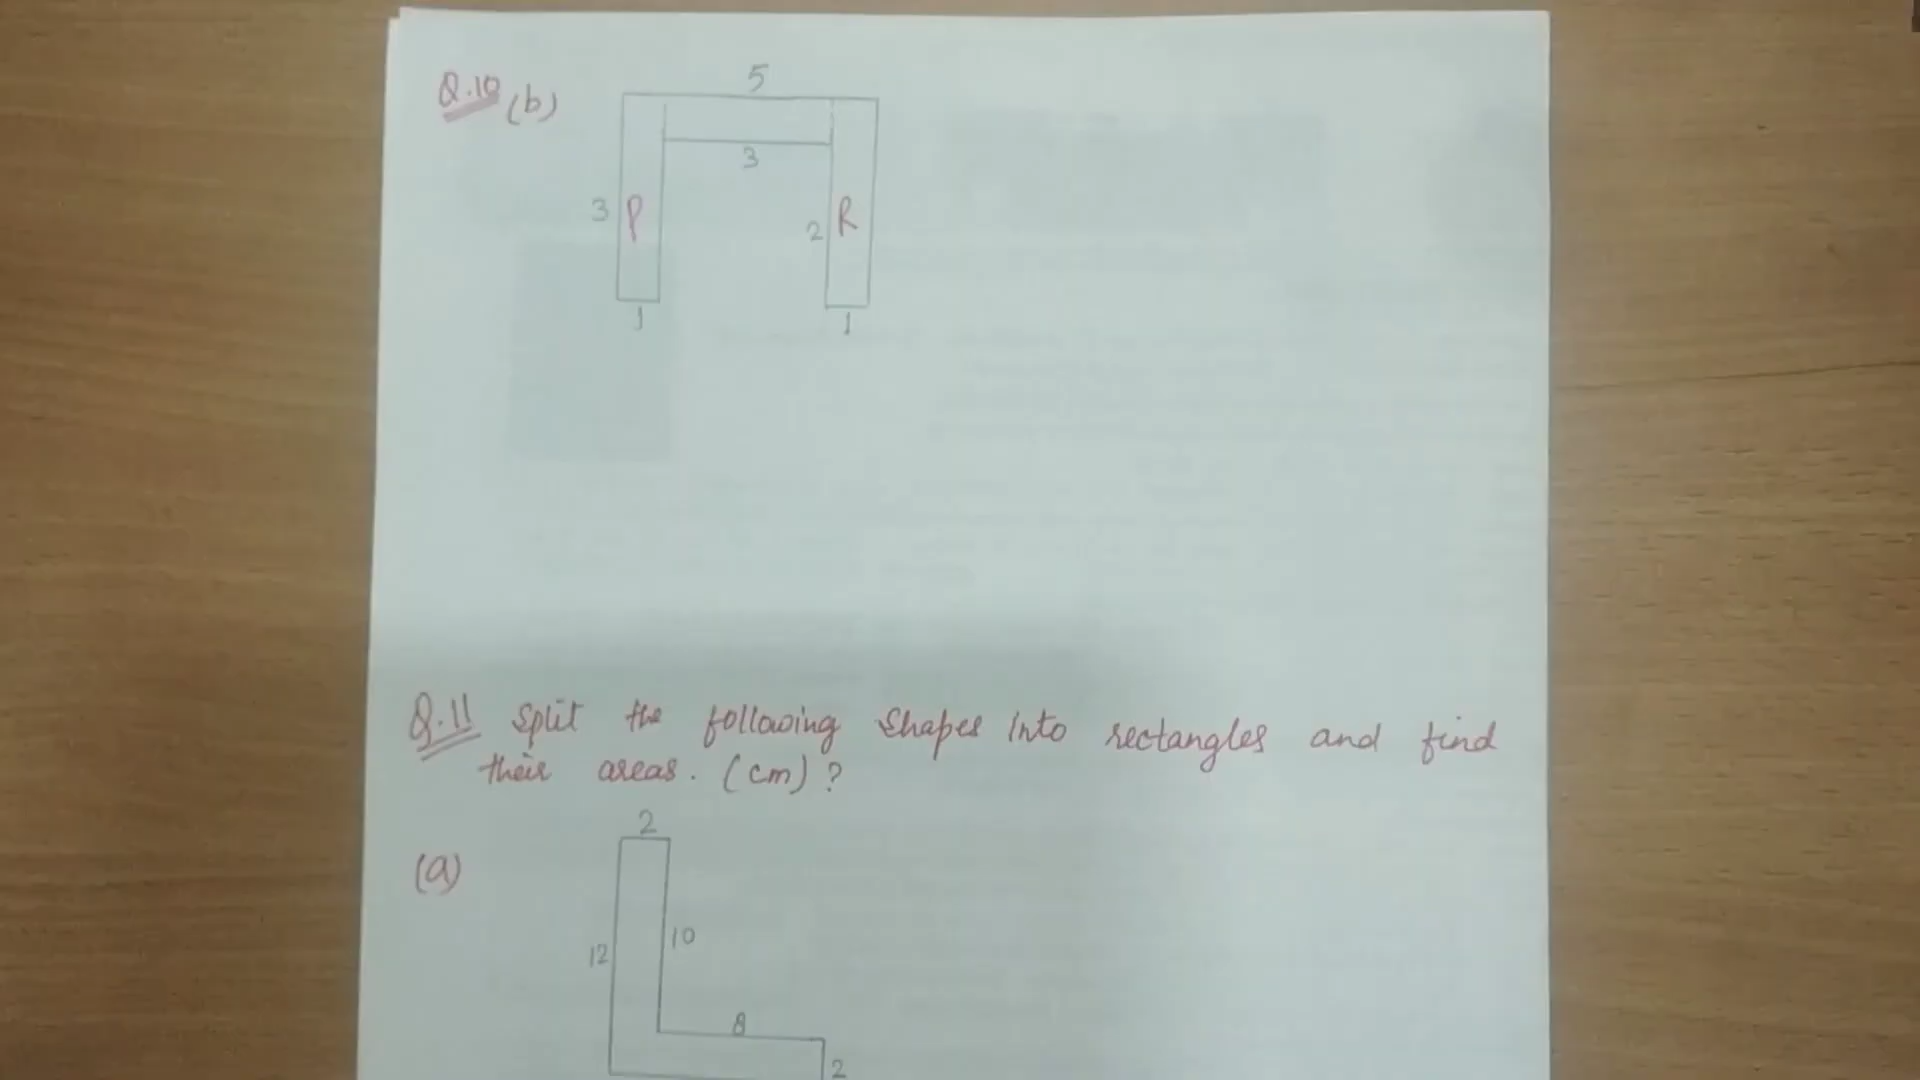 Q.10 (b)
5
3
3 P
2 R
1
1
Q.11 Split the following shapes into rectangles and find
their areas. (cm) ?
2
(a)
12
10
8
2